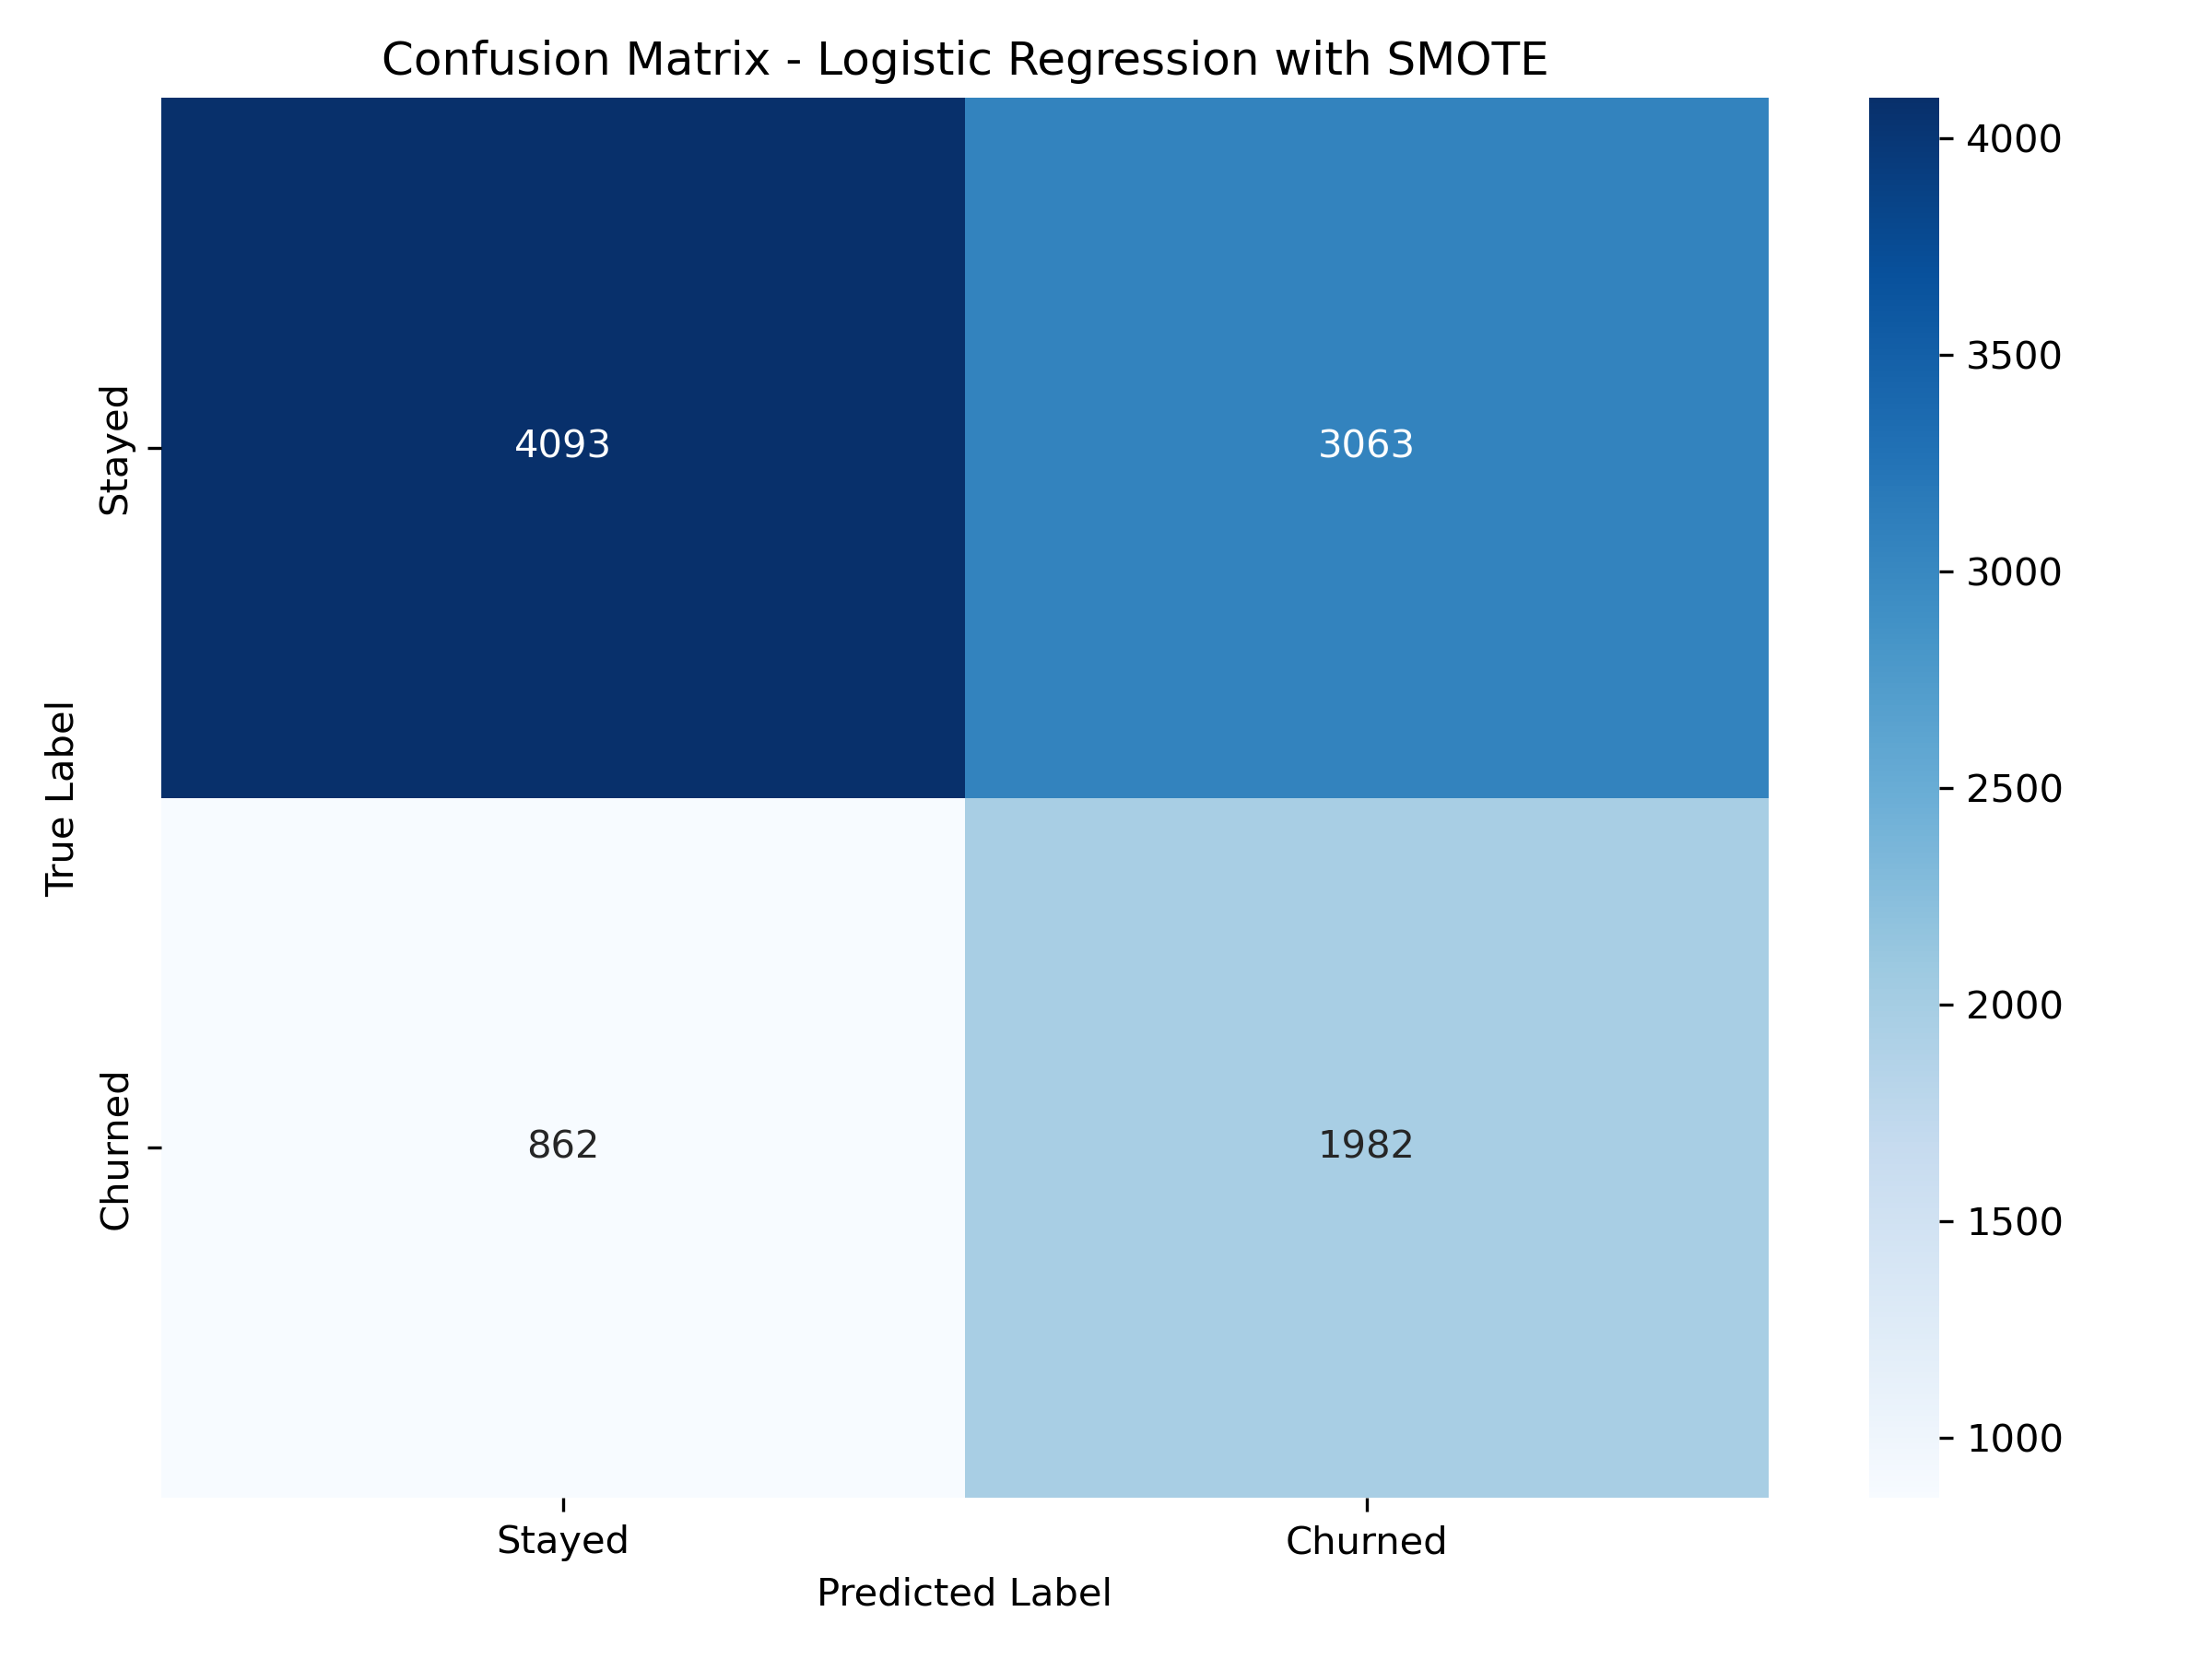 Confusion Matrix - Logistic Regression with SMOTE
True Label
Stayed
4093
3063
Churned
862
1982
Stayed
Churned
Predicted Label
4000
3500
3000
2500
2000
1500
1000